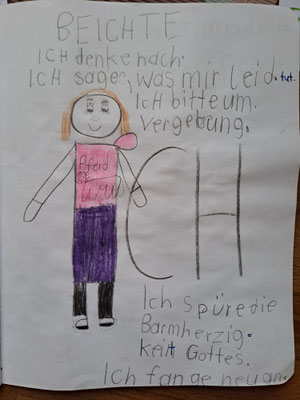 BEICHTE
ICH denke nach.
ICH sage, was mir leid. tut.
ICH bitte um.
vergebung.
Pferd
CH
Ich spüre die
Barmherzig-
keit Gottes.
Ich fange neu an.